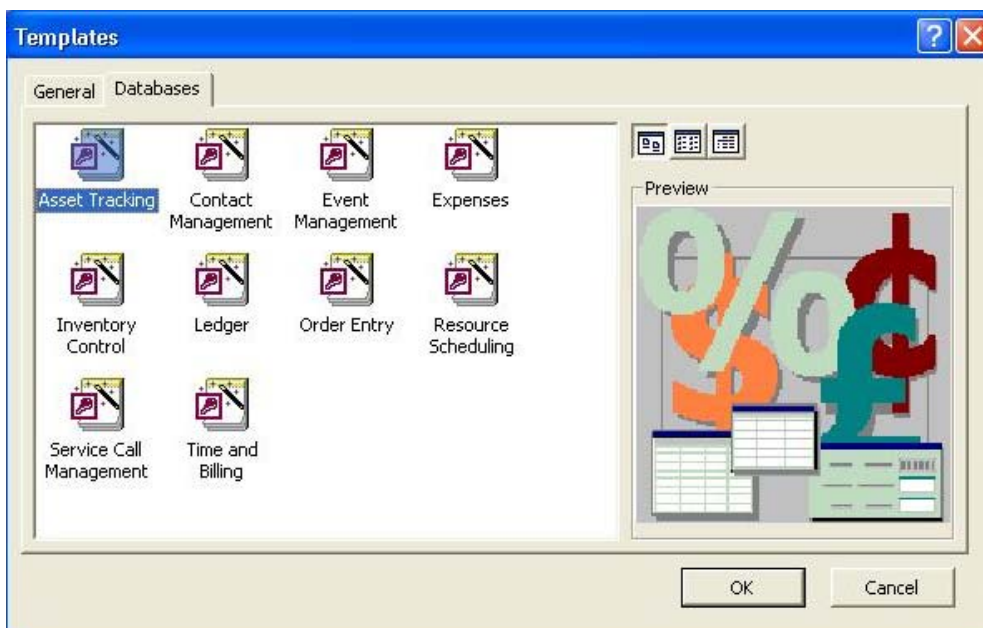 Templates
General Databases
Asset Tracking
Contact
Management
Event
Management
Expenses
Inventory
Control
Ledger
Order Entry
Resource
Scheduling
Service Call
Management
Time and
Billing
Preview
% $ ¢ £
OK
Cancel